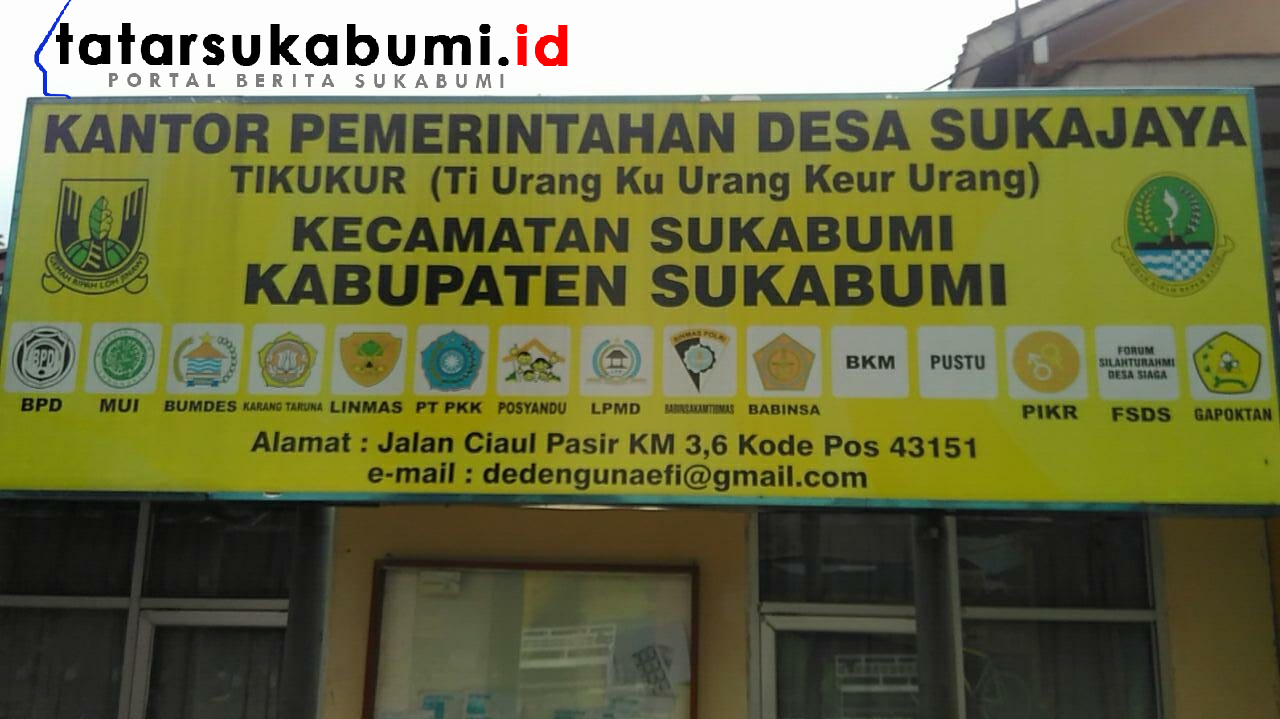 tatarsukabumi.id
PORTAL BERITA SUKABUMI
KANTOR PEMERINTAHAN DESA SUKAJAYA
TIKUKUR (Ti Urang Ku Urang Keur Urang)
KECAMATAN SUKABUMI
KABUPATEN SUKABUMI
BPD
BKM
PUSTU
FORUM
SILAHTURAHMI
DESA SIAGA
BPD MUI BUMDES KARANG TARUNA LINMAS PT PKK POSYANDU LPMD BABINSAKAMTIBMAS BABINSA PIKR FSDS GAPOKTAN
Alamat : Jalan Ciaul Pasir KM 3,6 Kode Pos 43151
e-mail : dedengunaefi@gmail.com